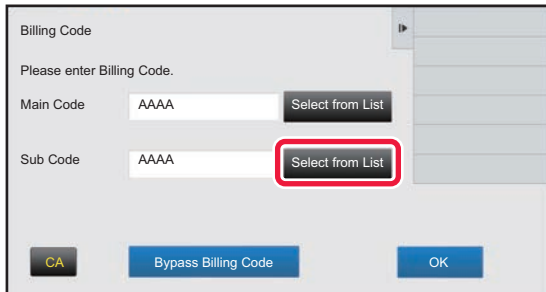 Billing Code
Please enter Billing Code.
Main Code AAAA Select from List
Sub Code AAAA Select from List
CA Bypass Billing Code OK